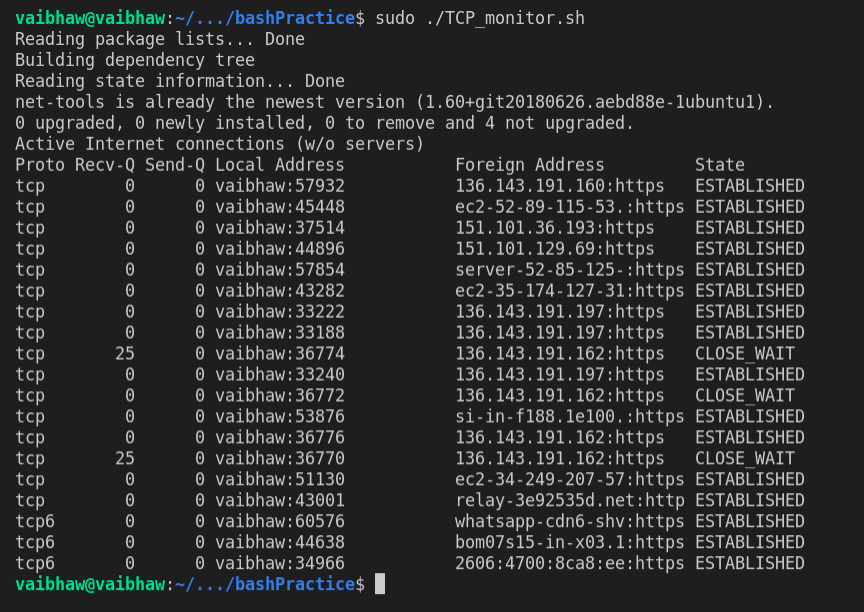 vaibhaw@vaibhaw:~/.../bashPractice$ sudo ./TCP_monitor.sh
Reading package lists... Done
Building dependency tree
Reading state information... Done
net-tools is already the newest version (1.60+git20180626.aebd88e-1ubuntu1).
0 upgraded, 0 newly installed, 0 to remove and 4 not upgraded.
Active Internet connections (w/o servers)
Proto Recv-Q Send-Q Local Address           Foreign Address         State
tcp        0      0 vaibhaw:57932           136.143.191.160:https   ESTABLISHED
tcp        0      0 vaibhaw:45448           ec2-52-89-115-53.:https ESTABLISHED
tcp        0      0 vaibhaw:37514           151.101.36.193:https    ESTABLISHED
tcp        0      0 vaibhaw:44896           151.101.129.69:https    ESTABLISHED
tcp        0      0 vaibhaw:57854           server-52-85-125-:https ESTABLISHED
tcp        0      0 vaibhaw:43282           ec2-35-174-127-31:https ESTABLISHED
tcp        0      0 vaibhaw:33222           136.143.191.197:https   ESTABLISHED
tcp        0      0 vaibhaw:33188           136.143.191.197:https   ESTABLISHED
tcp       25      0 vaibhaw:36774           136.143.191.162:https   CLOSE_WAIT
tcp        0      0 vaibhaw:33240           136.143.191.197:https   ESTABLISHED
tcp        0      0 vaibhaw:36772           136.143.191.162:https   CLOSE_WAIT
tcp        0      0 vaibhaw:53876           si-in-f188.1e100.:https ESTABLISHED
tcp        0      0 vaibhaw:36776           136.143.191.162:https   ESTABLISHED
tcp       25      0 vaibhaw:36770           136.143.191.162:https   CLOSE_WAIT
tcp        0      0 vaibhaw:51130           ec2-34-249-207-57:https ESTABLISHED
tcp        0      0 vaibhaw:43001           relay-3e92535d.net:http ESTABLISHED
tcp6       0      0 vaibhaw:60576           whatsapp-cdn6-shv:https ESTABLISHED
tcp6       0      0 vaibhaw:44638           bom07s15-in-x03.1:https ESTABLISHED
tcp6       0      0 vaibhaw:34966           2606:4700:8ca8:ee:https ESTABLISHED
vaibhaw@vaibhaw:~/.../bashPractice$